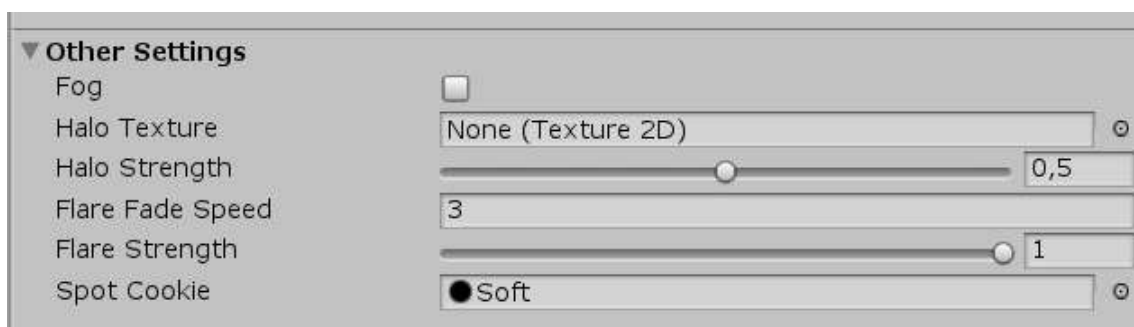 Other Settings
Fog
Halo Texture None (Texture 2D)
Halo Strength 0,5
Flare Fade Speed 3
Flare Strength 1
Spot Cookie Soft